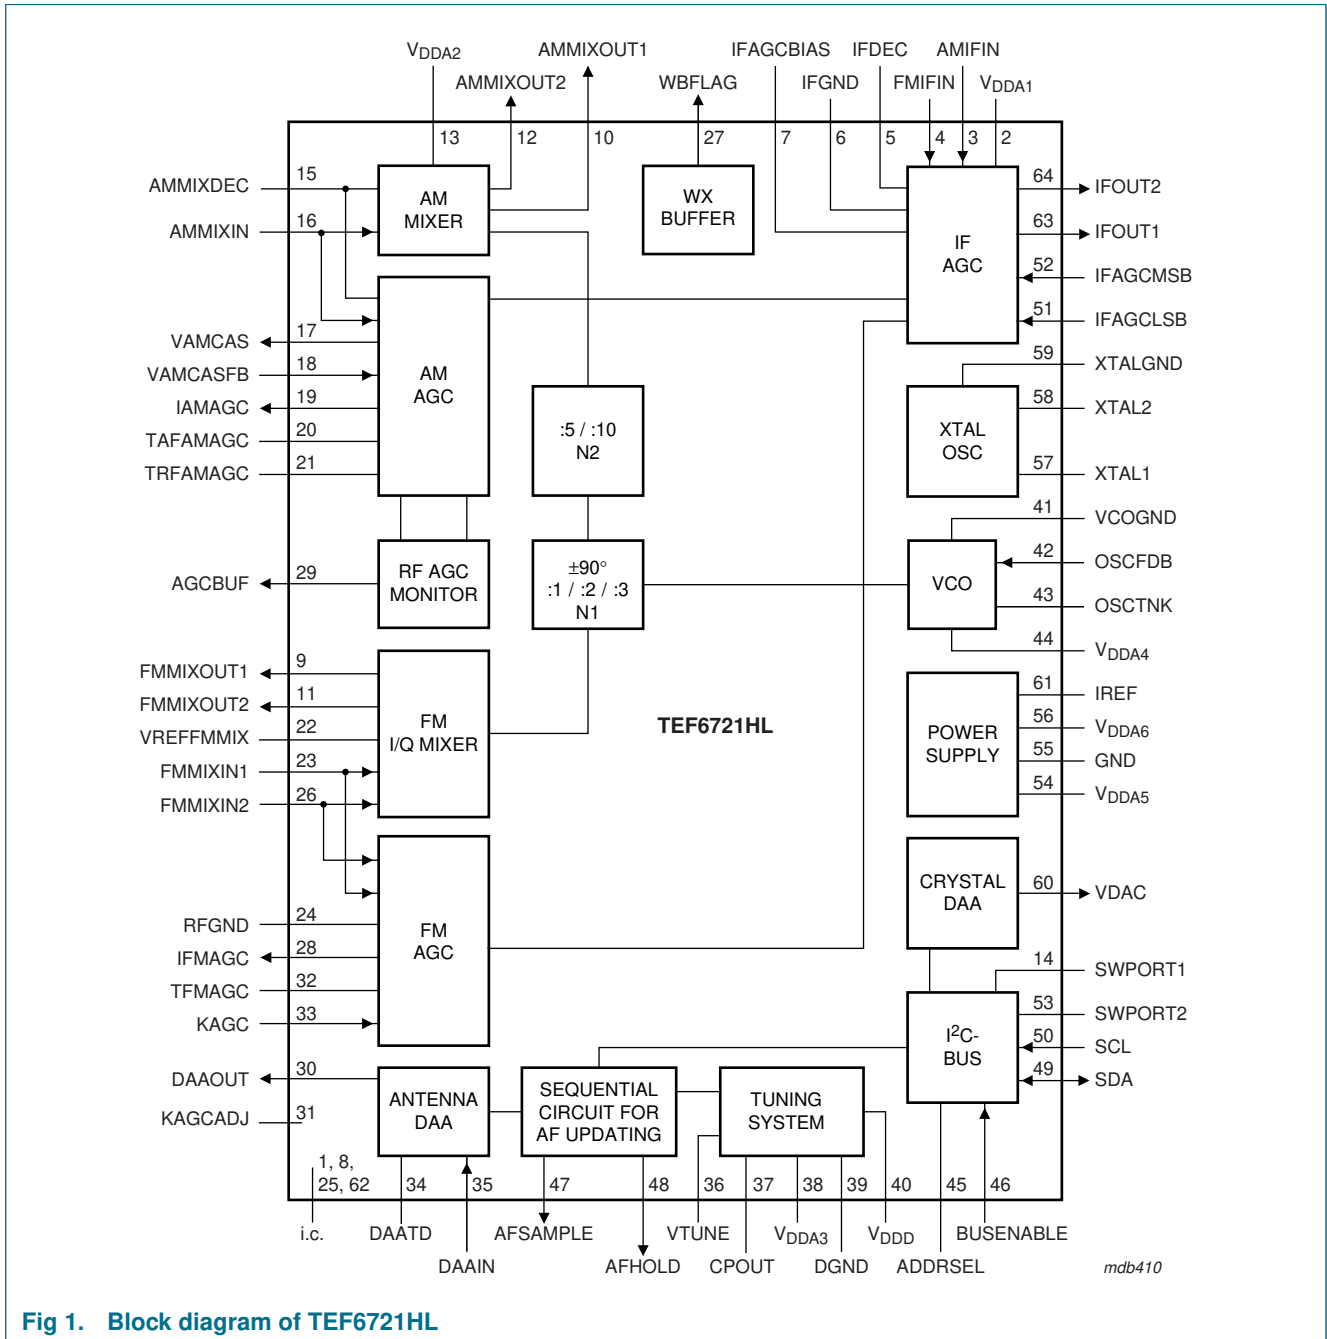 VDDA2
AMMIXOUT1
IFAGCBIAS
IFDEC
AMIFIN
AMMIXOUT2
WBFLAG
IFGND
FMIFIN
VDDA1
13
12
10
27
7
6
5
4
3
2
AMMIXDEC
15
AM
MIXER
WX
BUFFER
IF
AGC
64
IFOUT2
AMMIXIN
16
63
IFOUT1
52
IFAGCMSB
51
IFAGCLSB
VAMCAS
17
AM
AGC
VAMCASFB
18
IAMAGC
19
TAFAMAGC
20
TRFAMAGC
21
:5 / :10
N2
59
XTALGND
XTAL
OSC
58
XTAL2
57
XTAL1
AGCBUF
29
RF AGC
MONITOR
±90°
:1 / :2 / :3
N1
VCO
41
VCOGND
42
OSCFDB
43
OSCTNK
44
VDDA4
FMMIXOUT1
9
FMMIXOUT2
11
VREFFMMIX
22
FMMIXIN1
23
FMMIXIN2
26
FM
I/Q MIXER
TEF6721HL
POWER
SUPPLY
61
IREF
56
VDDA6
55
GND
54
VDDA5
FM
AGC
CRYSTAL
DAA
60
VDAC
RFGND
24
IFMAGC
28
TFMAGC
32
KAGC
33
I2C-
BUS
14
SWPORT1
53
SWPORT2
50
SCL
49
SDA
DAAOUT
30
KAGCADJ
31
ANTENNA
DAA
SEQUENTIAL
CIRCUIT FOR
AF UPDATING
TUNING
SYSTEM
1, 8,
25, 62
34
35
47
48
36
37
38
39
40
45
46
i.c.
DAATD
AFSAMPLE
VTUNE
VDDA3
VDDD
BUSENABLE
DAAIN
AFHOLD
CPOUT
DGND
ADDRSEL
mdb410
Fig 1. Block diagram of TEF6721HL